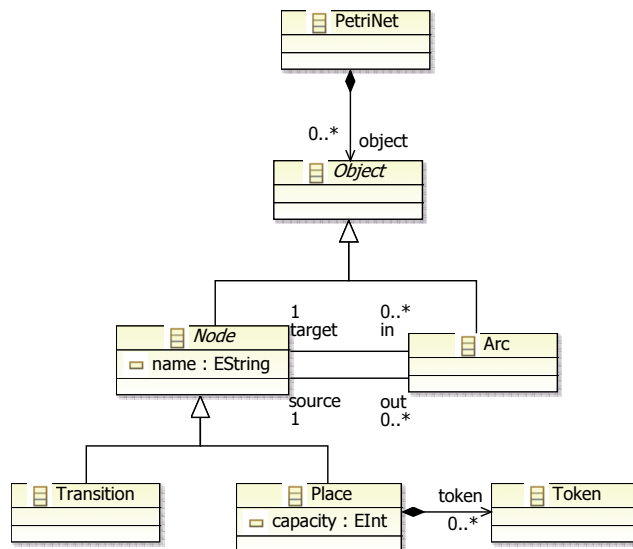 PetriNet
0..*
object
Object
1 0..*
target in
Node
Arc
name : EString
source out
1 0..*
Transition
Place
token
Token
capacity : EInt
0..*